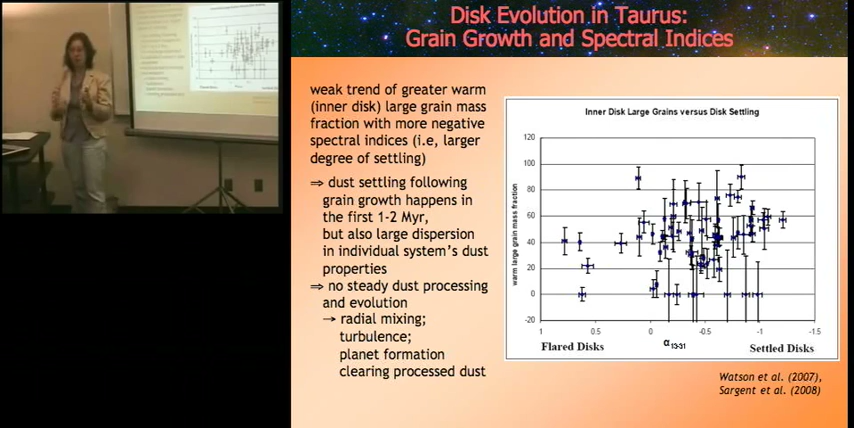 Disk Evolution in Taurus:
Grain Growth and Spectral Indices
weak trend of greater warm
(inner disk) large grain mass
fraction with more negative
spectral indices (i.e, larger
degree of settling)
⇒ dust settling following
grain growth happens in
the first 1-2 Myr,
but also large dispersion
in individual system's dust
properties
⇒ no steady dust processing
and evolution
→ radial mixing;
turbulence;
planet formation
clearing processed dust
Inner Disk Large Grains versus Disk Settling
warm large grain mass fraction
120
100
80
60
40
20
0
-20
1 0.5 0 -0.5 -1 -1.5
Flared Disks α13-31 Settled Disks
Watson et al. (2007),
Sargent et al. (2008)